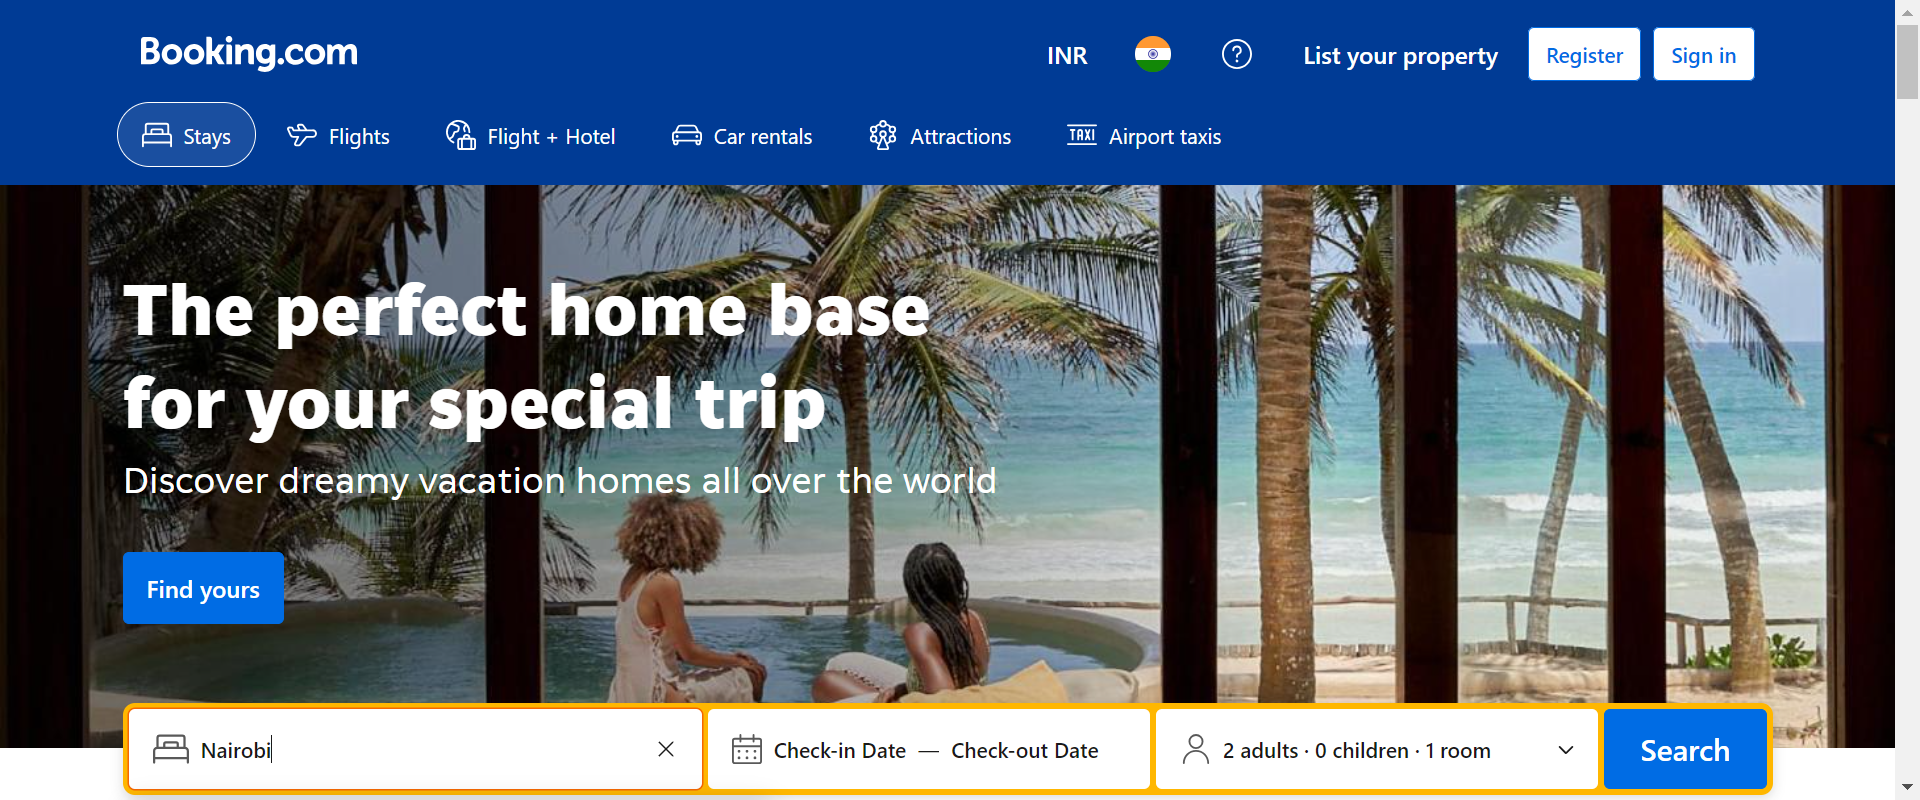 Booking.com
INR
List your property
Register
Sign in
Stays
Flights
Flight + Hotel
Car rentals
Attractions
TAXI
Airport taxis
The perfect home base
for your special trip
Discover dreamy vacation homes all over the world
Find yours
Nairobi
Check-in Date — Check-out Date
2 adults · 0 children · 1 room
Search